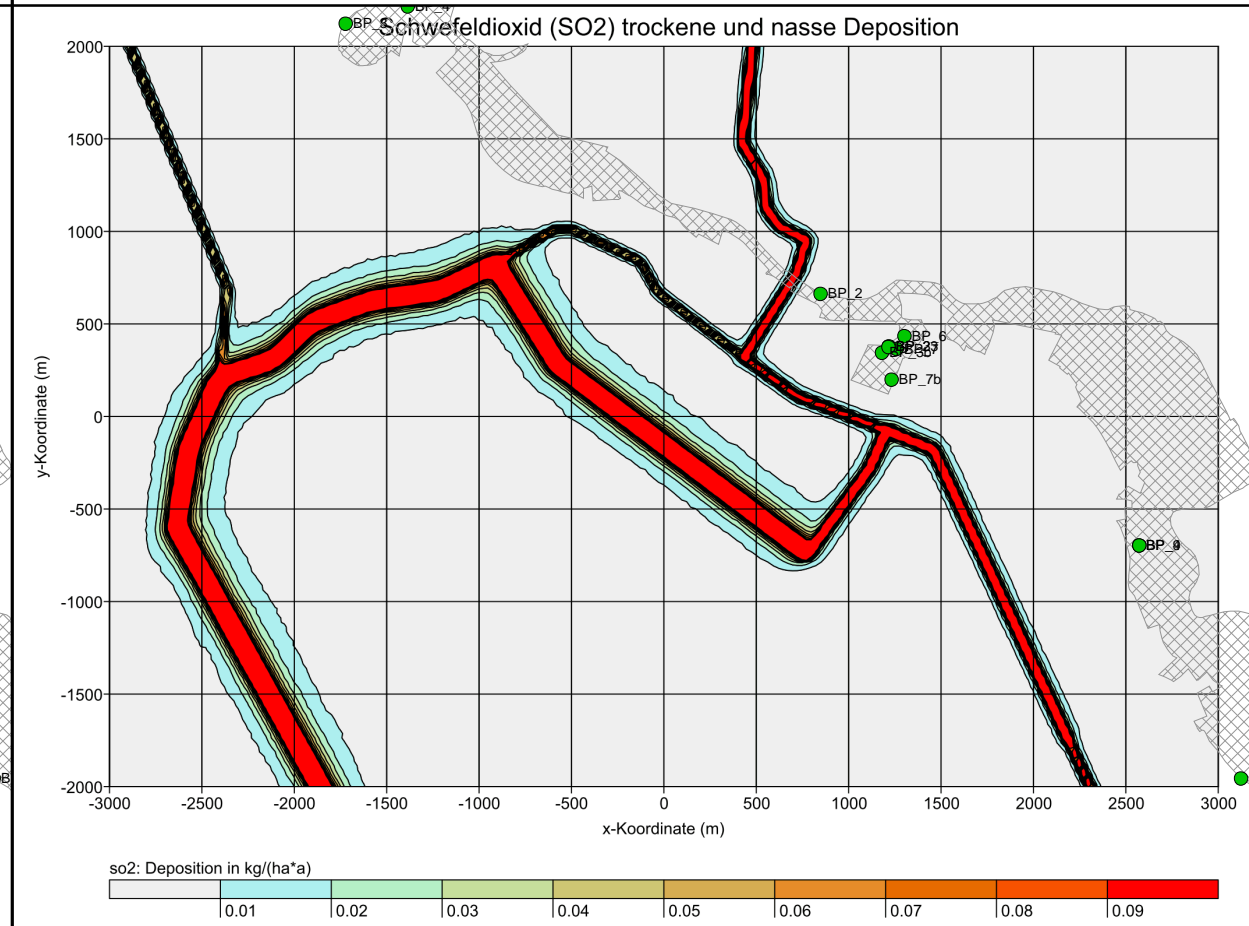 BP_4
Schwefeldioxid (SO2) trockene und nasse Deposition
2000
1500
1000
500
0
-500
-1000
-1500
-2000
y-Koordinate (m)
BP_2
BP_6
BP_7b
B
-3000 -2500 -2000 -1500 -1000 -500 0 500 1000 1500 2000 2500 3000
x-Koordinate (m)
so2: Deposition in kg/(ha*a)
0.01 0.02 0.03 0.04 0.05 0.06 0.07 0.08 0.09